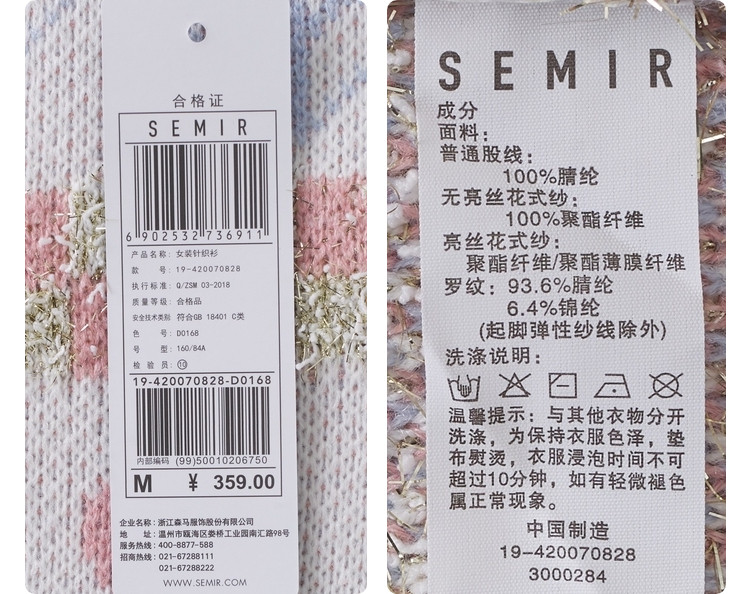 合格证
SEMIR
6 902532 736911
产品名称: 女装针织衫
款 号: 19-420070828
执行标准: Q/ZSM 03-2018
质量等级: 合格品
安全技术类别: 符合GB 18401 C类
色 号: D0168
号 型: 160/84A
检 验 员: ⑩
19-420070828-D0168
内部编码 (99)50010206750
M ¥ 359.00
企业名称: 浙江森马服饰股份有限公司
地 址: 温州市瓯海区娄桥工业园南汇路98号
服务热线: 400-8877-588
招商热线: 021-67288111
021-67288222
WWW.SEMIR.COM
SEMIR
成分
面料:
普通股线:
100%腈纶
无亮丝花式纱:
100%聚酯纤维
亮丝花式纱:
聚酯纤维/聚酯薄膜纤维
罗纹: 93.6%腈纶
6.4%锦纶
(起脚弹性纱线除外)
洗涤说明:
温馨提示: 与其他衣物分开
洗涤，为保持衣服色泽，垫
布熨烫，衣服浸泡时间不可
超过10分钟，如有轻微褪色
属正常现象。
中国制造
19-420070828
3000284